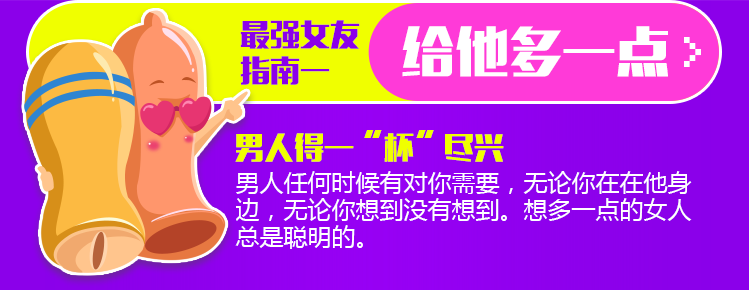 最强女友
指南一
给他多一点
男人得一“杯”尽兴
男人任何时候有对你需要，无论你在在他身
边，无论你想到没有想到。想多一点的女人
总是聪明的。